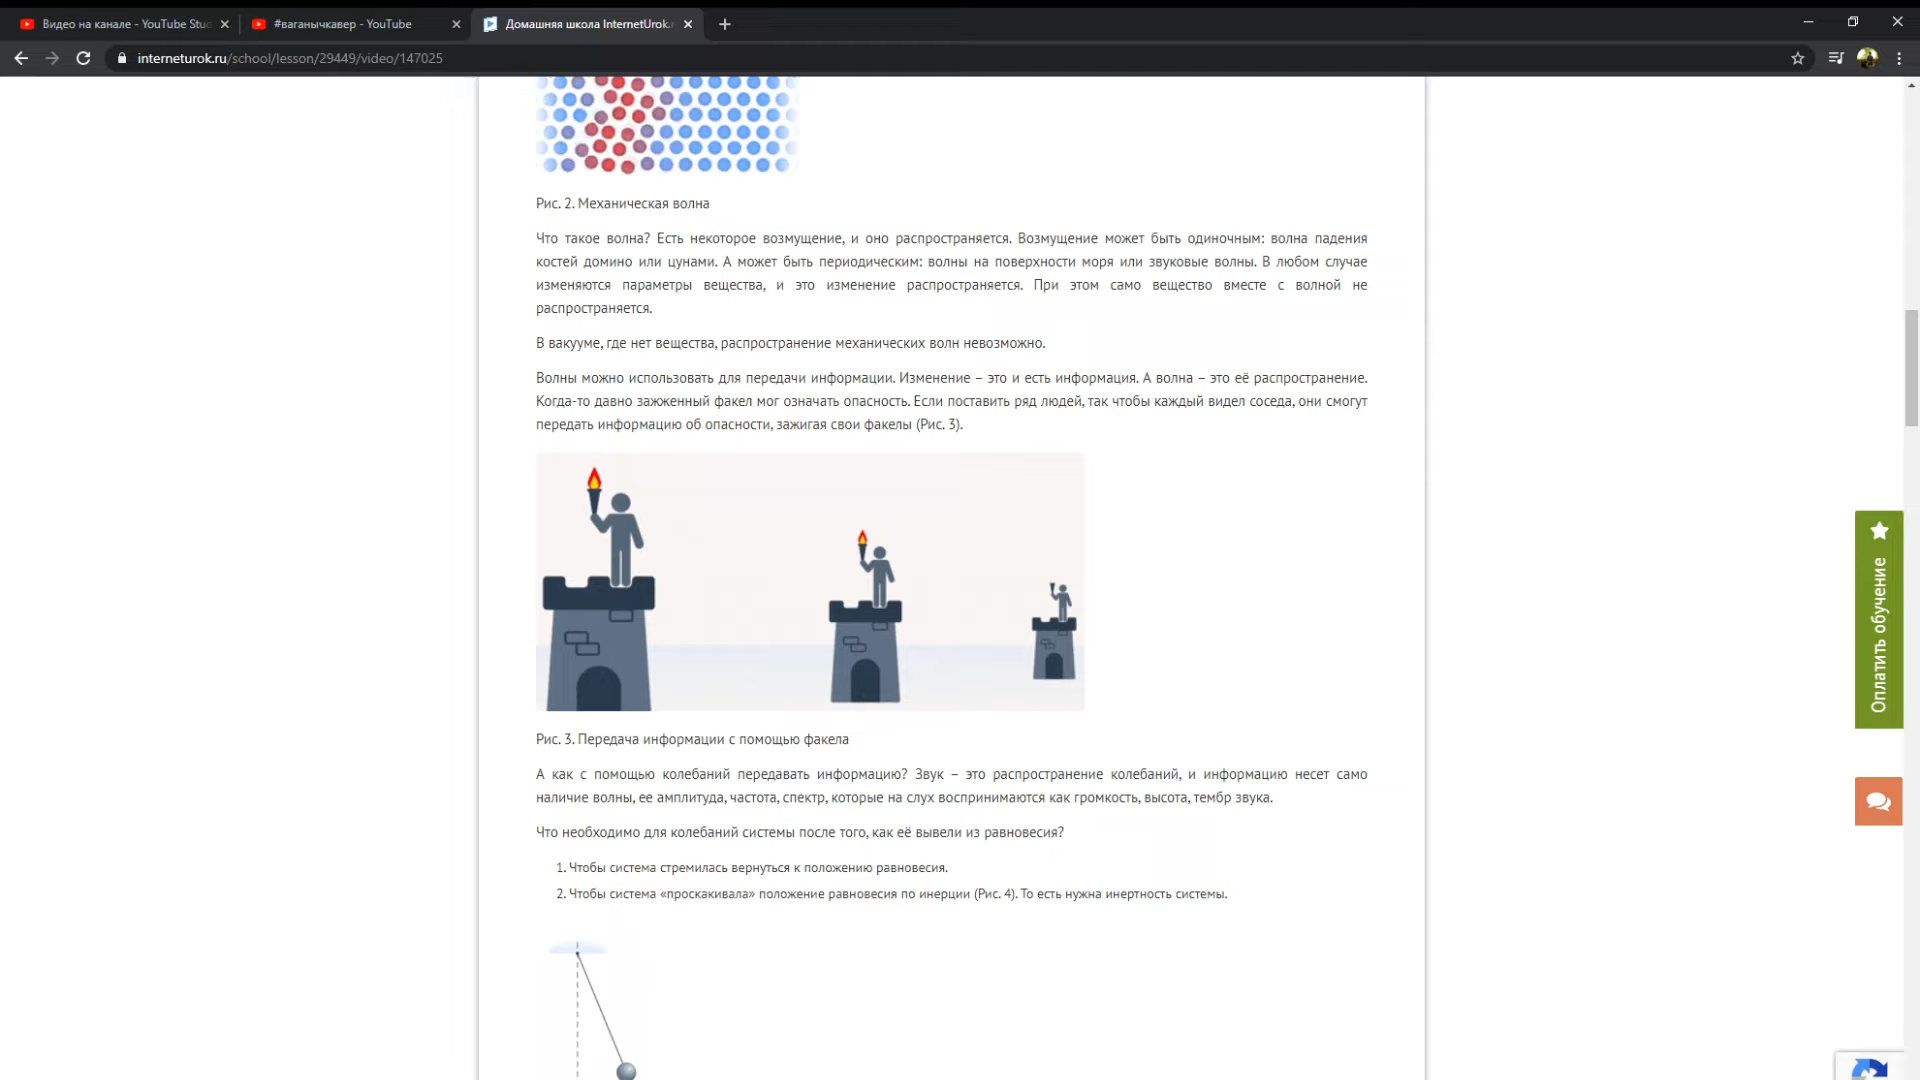 Видео на канале - YouTube Stu
#ваганычкавер - YouTube
Домашняя школа InternetUrok.r
interneturok.ru/school/lesson/29449/video/147025
Рис. 2. Механическая волна
Что такое волна? Есть некоторое возмущение, и оно распространяется. Возмущение может быть одиночным: волна падения
костей домино или цунами. А может быть периодическим: волны на поверхности моря или звуковые волны. В любом случае
изменяются параметры вещества, и это изменение распространяется. При этом само вещество вместе с волной не
распространяется.
В вакууме, где нет вещества, распространение механических волн невозможно.
Волны можно использовать для передачи информации. Изменение – это и есть информация. А волна – это её распространение.
Когда-то давно зажженный факел мог означать опасность. Если поставить ряд людей, так чтобы каждый видел соседа, они смогут
передать информацию об опасности, зажигая свои факелы (Рис. 3).
Рис. 3. Передача информации с помощью факела
А как с помощью колебаний передавать информацию? Звук – это распространение колебаний, и информацию несет само
наличие волны, ее амплитуда, частота, спектр, которые на слух воспринимаются как громкость, высота, тембр звука.
Что необходимо для колебаний системы после того, как её вывели из равновесия?
1. Чтобы система стремилась вернуться к положению равновесия.
2. Чтобы система «проскакивала» положение равновесия по инерции (Рис. 4). То есть нужна инертность системы.
Оплатить обучение